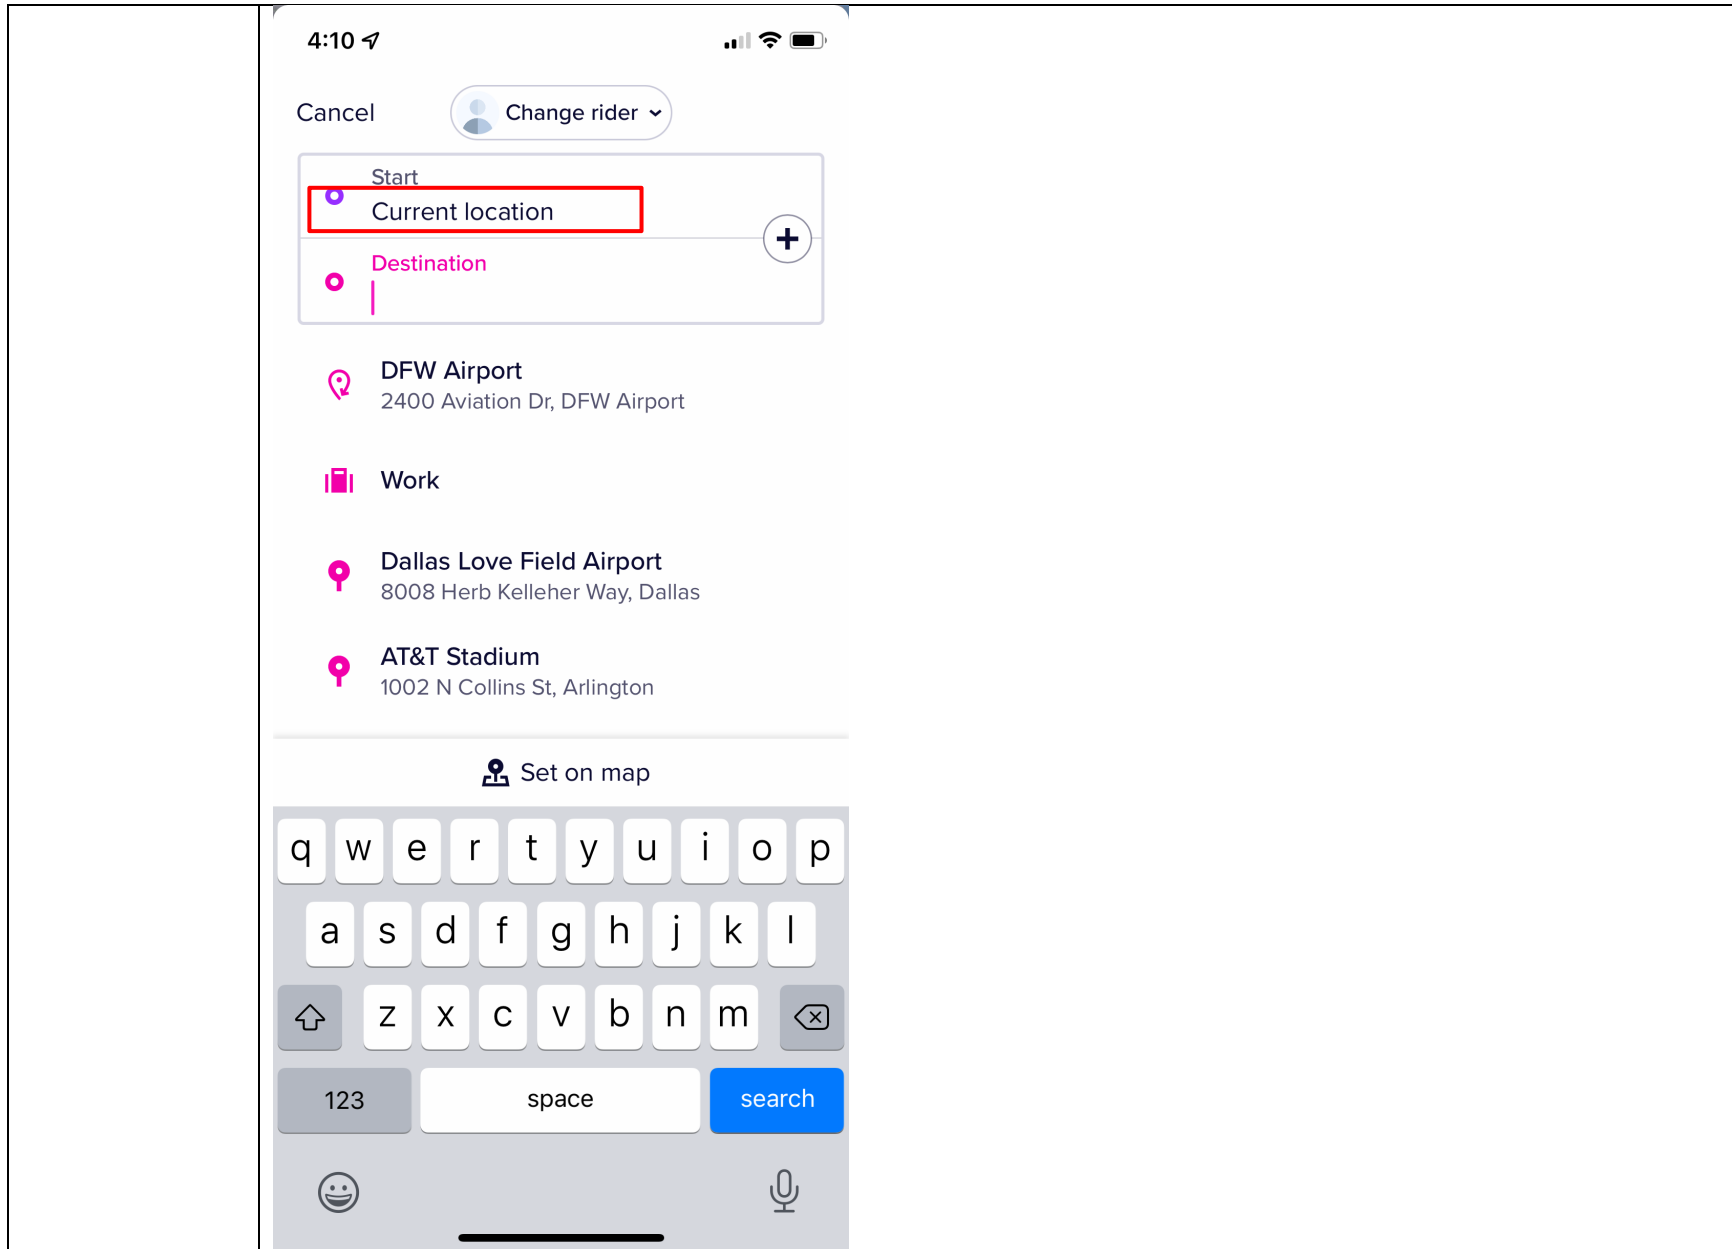 4:10
Cancel
Change rider
Start
Current location
Destination
DFW Airport
2400 Aviation Dr, DFW Airport
Work
Dallas Love Field Airport
8008 Herb Kelleher Way, Dallas
AT&T Stadium
1002 N Collins St, Arlington
Set on map
q w e r t y u i o p
a s d f g h j k l
z x c v b n m
123 space search